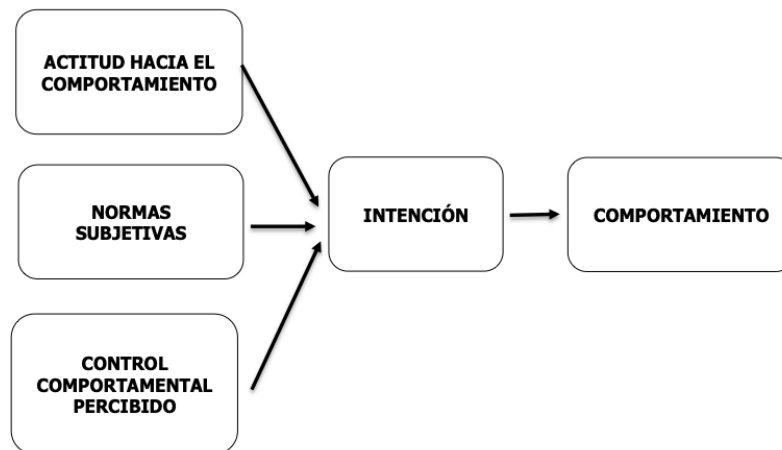 ACTITUD HACIA EL
COMPORTAMIENTO
NORMAS
SUBJETIVAS
INTENCIÓN
COMPORTAMIENTO
CONTROL
COMPORTAMENTAL
PERCIBIDO